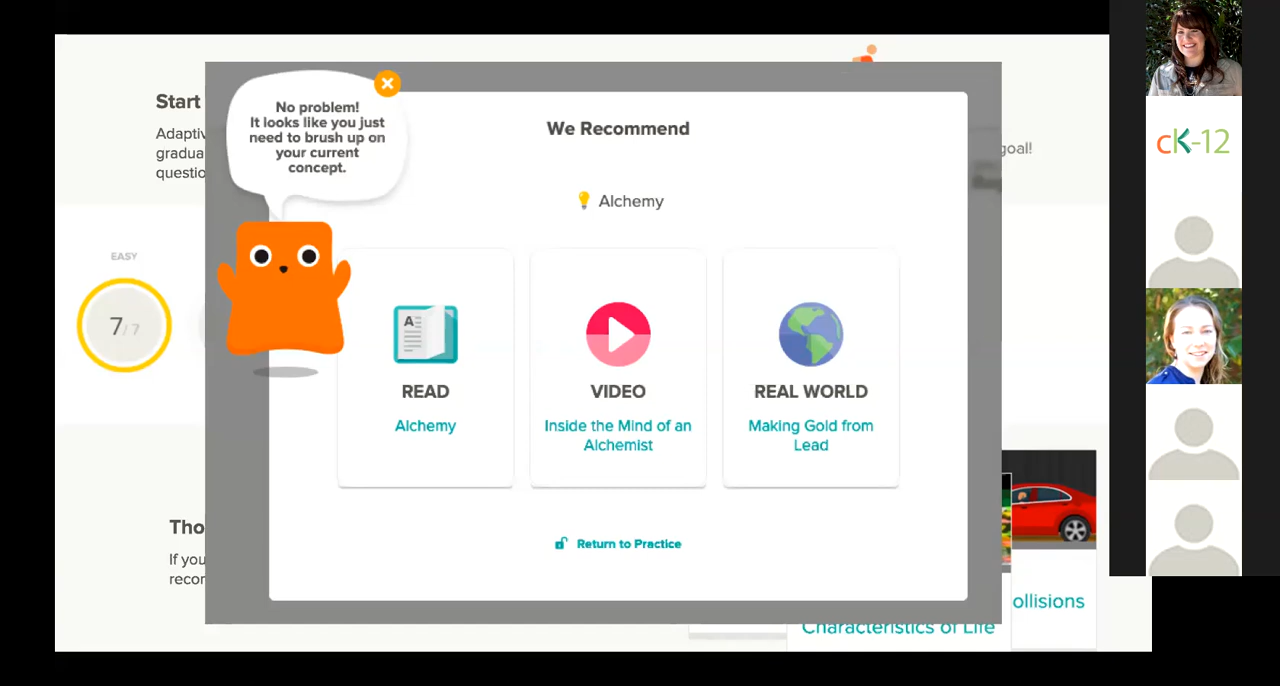 No problem!
It looks like you just
need to brush up on
your current
concept.
We Recommend
Alchemy
READ
Alchemy
VIDEO
Inside the Mind of an
Alchemist
REAL WORLD
Making Gold from
Lead
Return to Practice
Start
Adaptiv
gradua
questio
goal!
EASY
7/7
Tho
If you
recor
ollisions
Characteristics of Life
cK-12